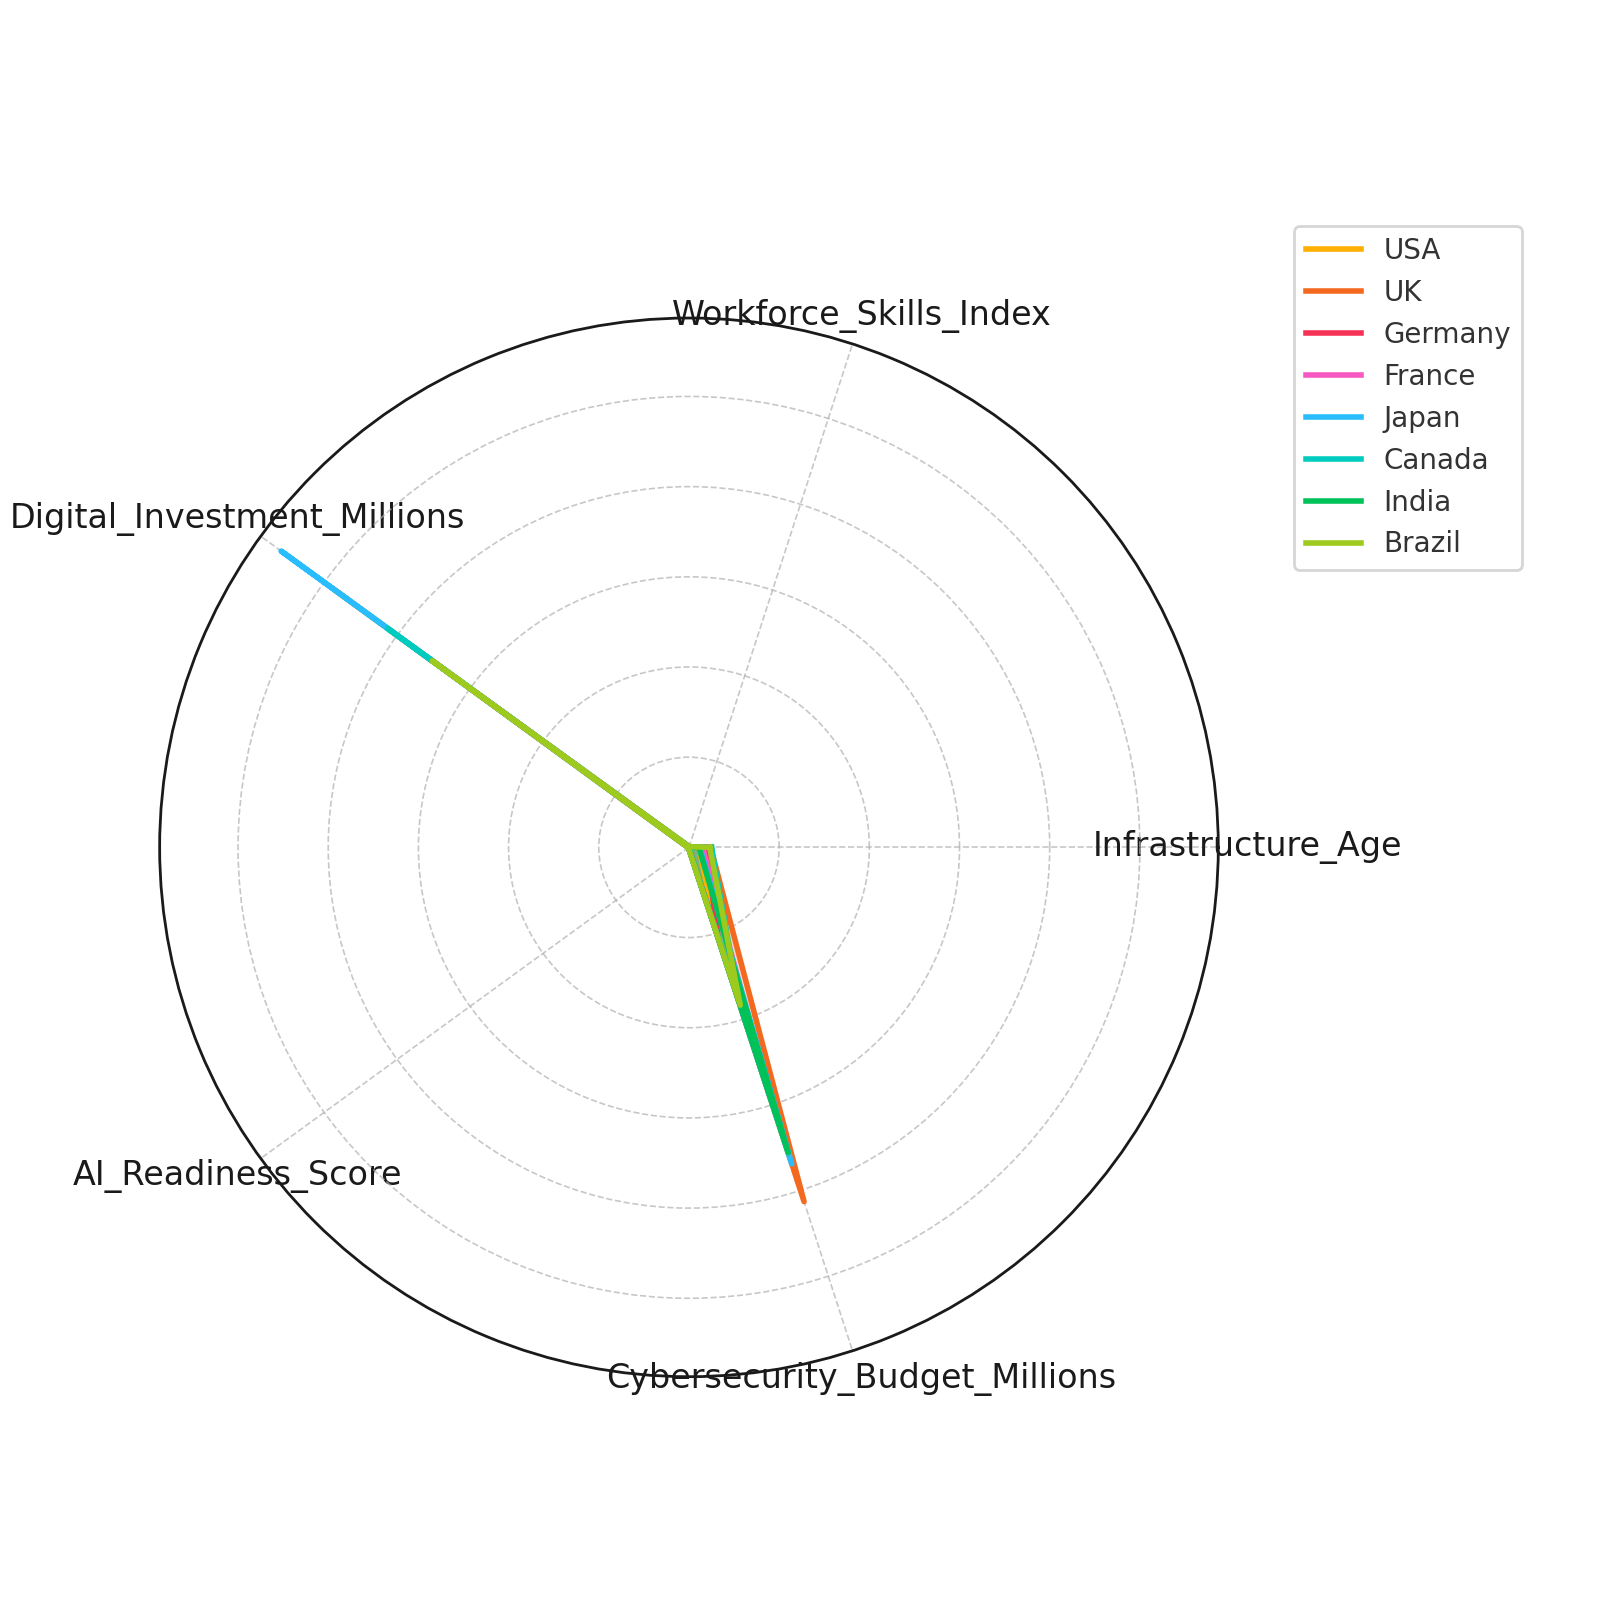 USA
UK
Germany
France
Japan
Canada
India
Brazil
Workforce_Skills_Index
Digital_Investment_Millions
Infrastructure_Age
AI_Readiness_Score
Cybersecurity_Budget_Millions